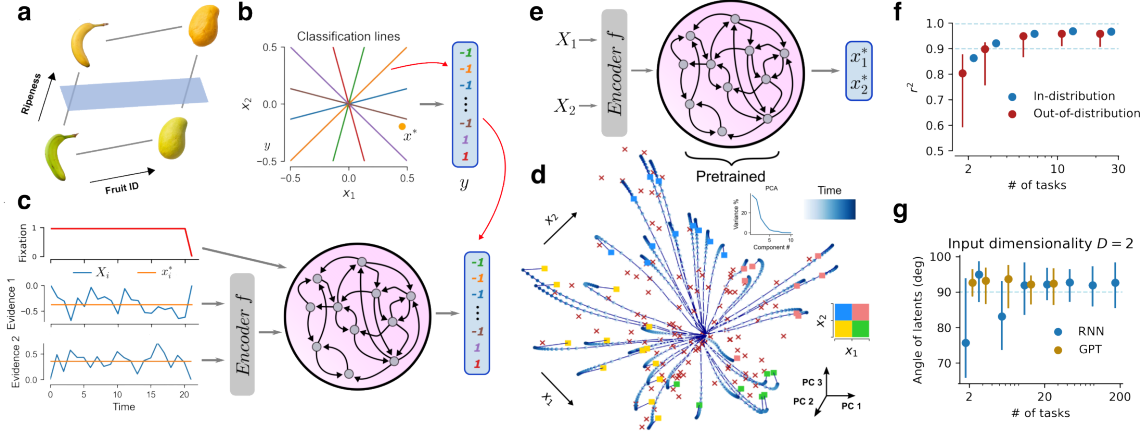 a
Ripeness
Fruit ID
b
Classification lines
0.5
0.0
-0.5
x₂
y
x*
-0.5
0.0
0.5
x₁
-1
-1
-1
-1
1
1
y
c
Fixation
1
0
X_i
x_i^*
Evidence 1
0.0
-0.5
Evidence 2
0.5
0.0
0
5
10
15
20
Time
Encoder f
-1
-1
-1
-1
1
1
e
X₁
X₂
Encoder f
x₁*
x₂*
Pretrained
d
x₂
x₁
PCA
Variance %
20
0
5
10
Component #
Time
x₂
x₁
PC 3
PC 2
PC 1
f
1.0
0.9
0.8
0.7
0.6
0.5
r²
In-distribution
Out-of-distribution
2
10
30
# of tasks
g
Input dimensionality D = 2
Angle of latents (deg)
100
90
80
70
RNN
GPT
2
20
200
# of tasks